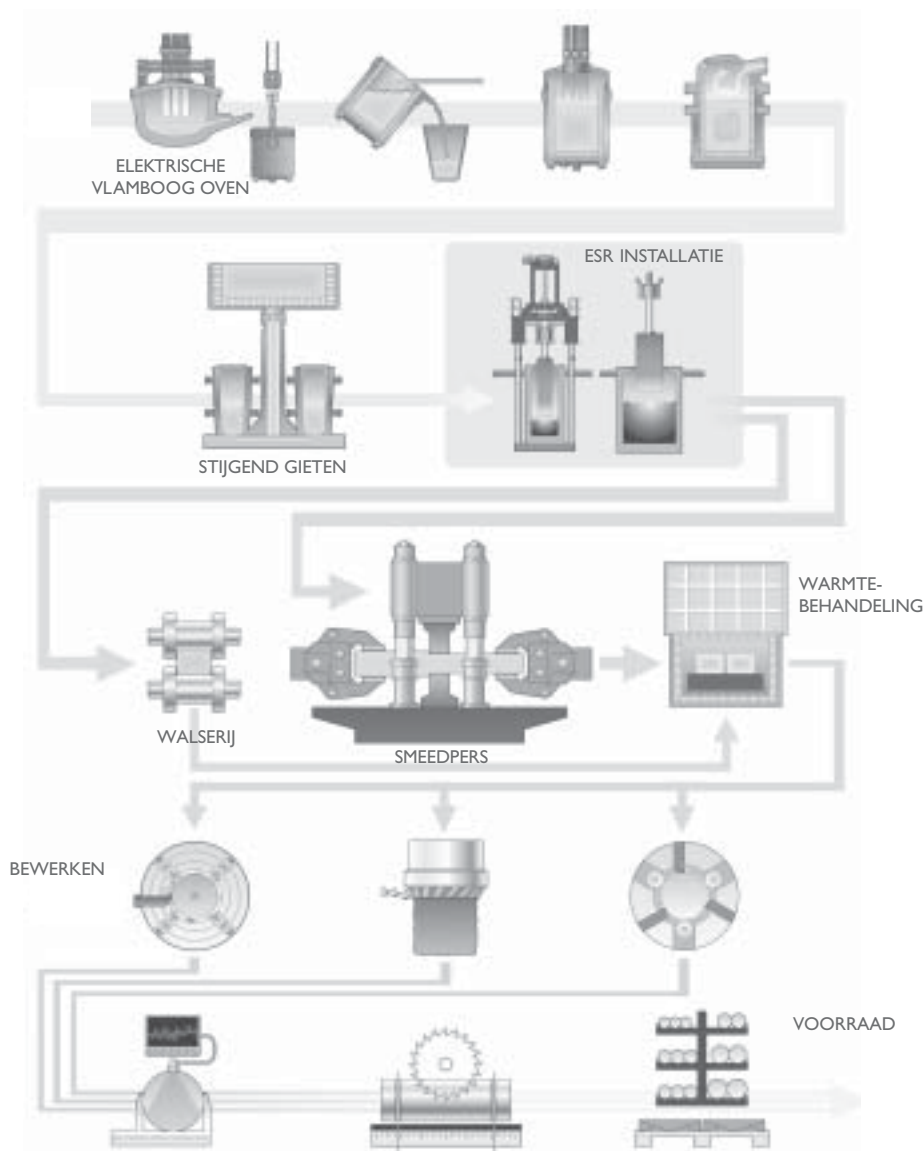 ELEKTRISCHE
VLAMBOOG OVEN
ESR INSTALLATIE
STIJGEND GIETEN
WARMTE-
BEHANDELING
WALSERIJ
SMEEDPERS
BEWERKEN
VOORRAAD